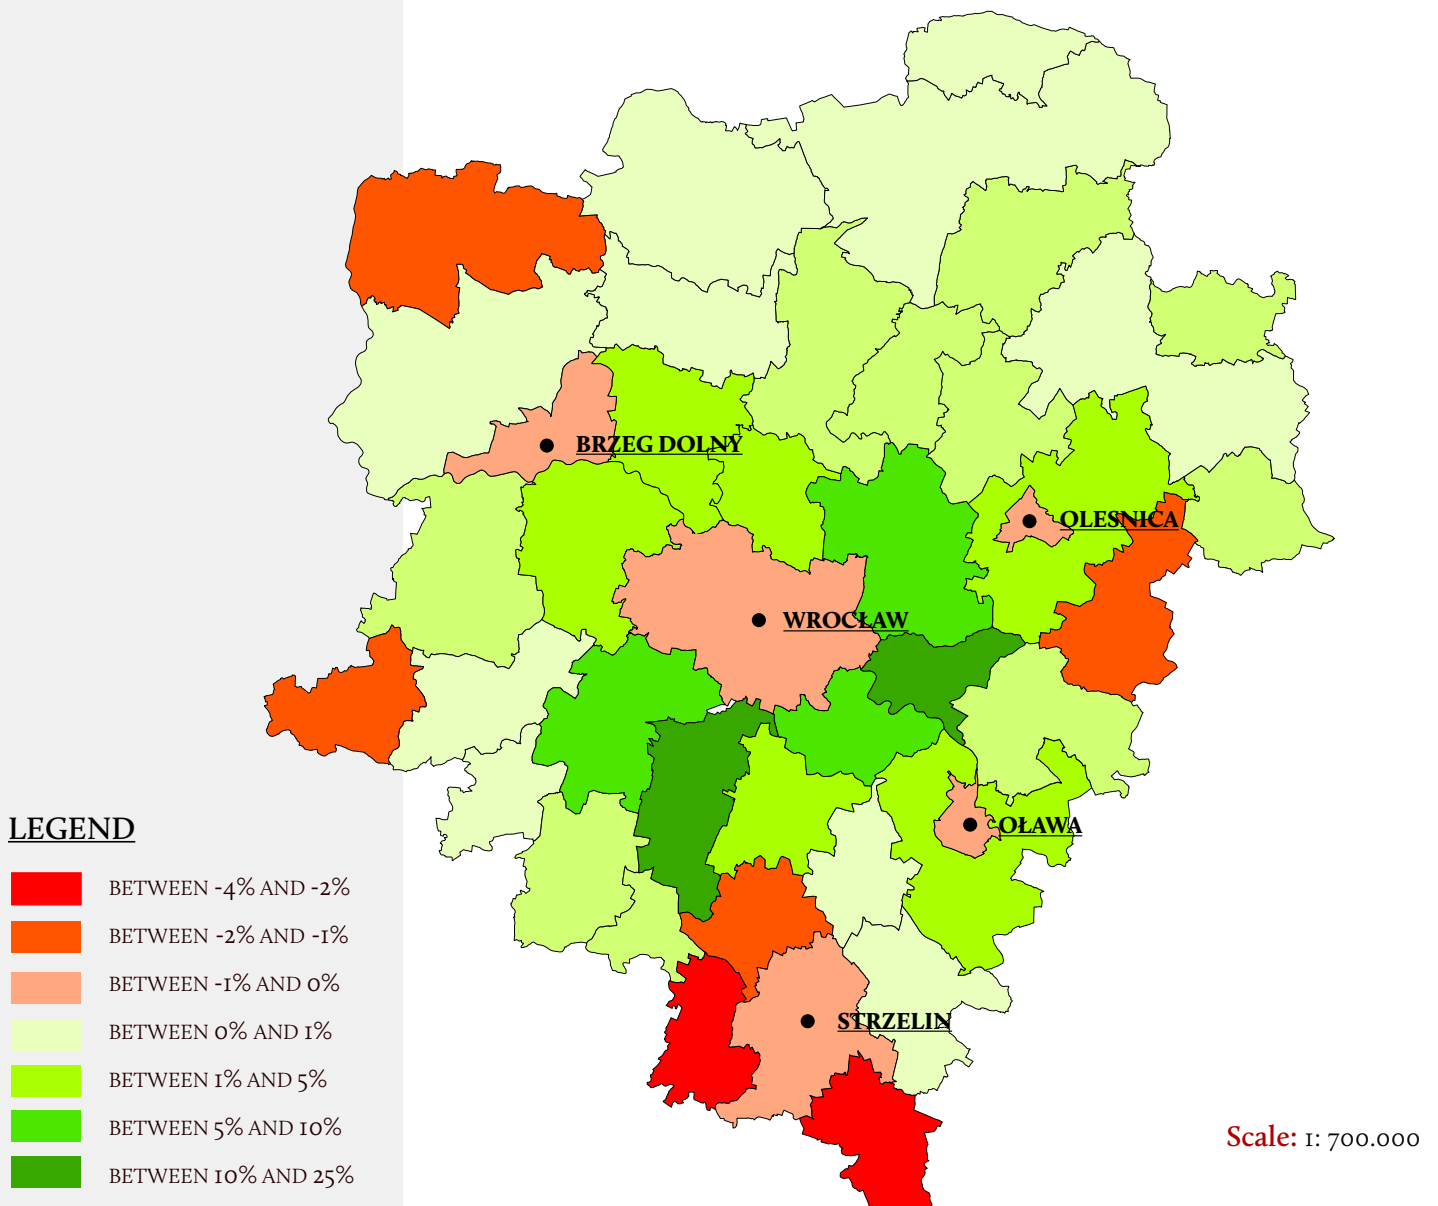 BRZEG DOLNY
OLESNICA
WROCŁAW
OŁAWA
STRZELIN
LEGEND
BETWEEN -4% AND -2%
BETWEEN -2% AND -1%
BETWEEN -1% AND 0%
BETWEEN 0% AND 1%
BETWEEN 1% AND 5%
BETWEEN 5% AND 10%
BETWEEN 10% AND 25%
Scale: 1: 700.000